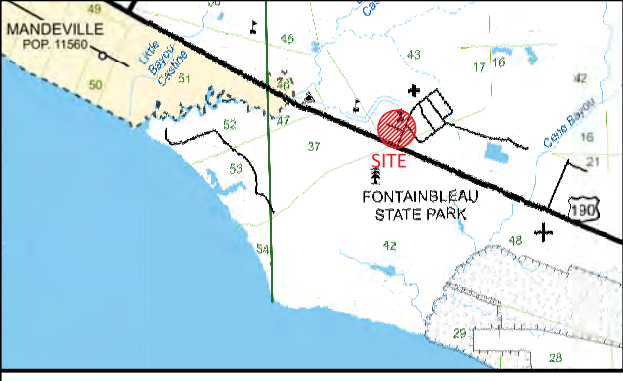 49
MANDEVILLE
POP. 11560
Little
Bayou
Castine
50
51
45
46
47
43
17
16
42
Cane Bayou
16
21
52
53
37
SITE
FONTAINBLEAU
STATE PARK
190
54
42
48
29
28